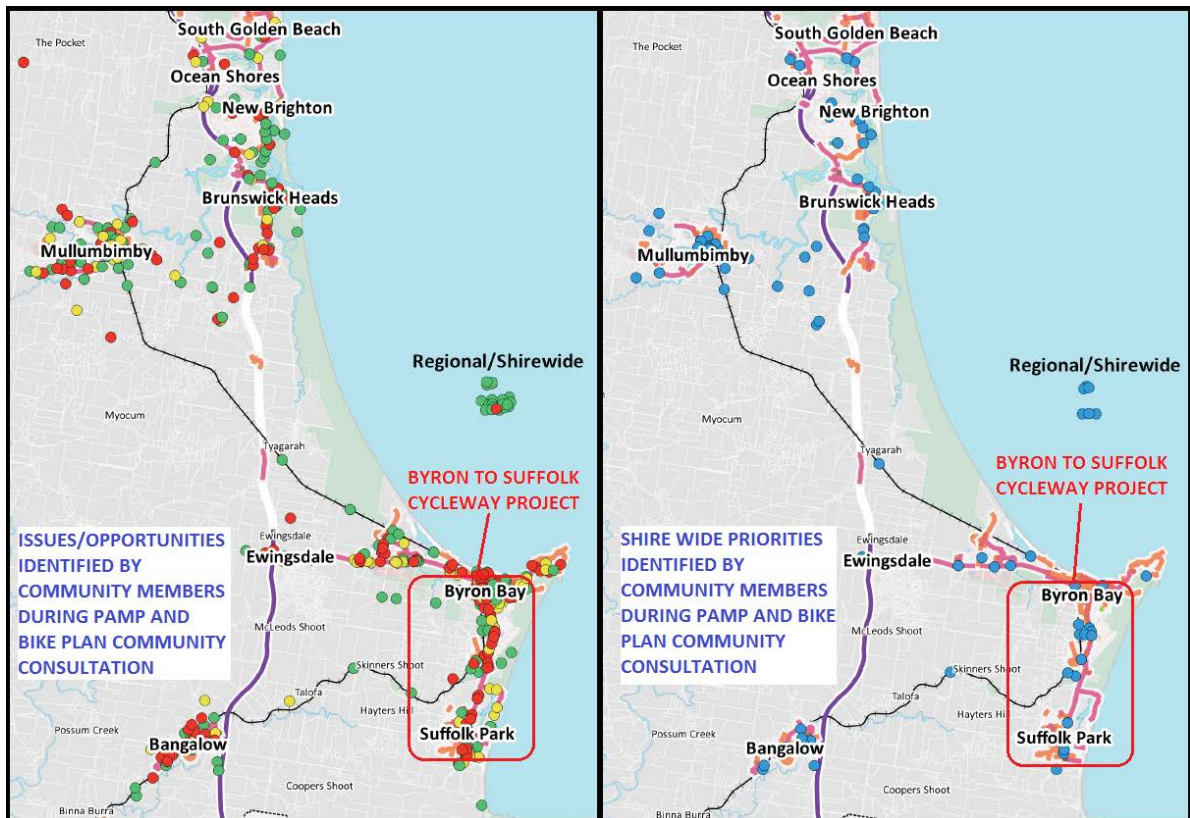 South Golden Beach
The Pocket
Ocean Shores
New Brighton
Brunswick Heads
Mullumbimby
Regional/Shirewide
Myocum
Tyagarah
BYRON TO SUFFOLK
CYCLEWAY PROJECT
ISSUES/OPPORTUNITIES
IDENTIFIED BY
COMMUNITY MEMBERS
DURING PAMP AND
BIKE PLAN COMMUNITY
CONSULTATION
Ewingsdale
Ewingsdale
Byron Bay
McLeods Shoot
Skinners Shoot
Talofa
Hayters Hill
Possum Creek
Bangalow
Suffolk Park
Coopers Shoot
Binna Burra
South Golden Beach
The Pocket
Ocean Shores
New Brighton
Brunswick Heads
Mullumbimby
Regional/Shirewide
Myocum
Tyagarah
BYRON TO SUFFOLK
CYCLEWAY PROJECT
SHIRE WIDE PRIORITIES
IDENTIFIED BY
COMMUNITY MEMBERS
DURING PAMP AND BIKE
PLAN COMMUNITY
CONSULTATION
Ewingsdale
Ewingsdale
Byron Bay
McLeods Shoot
Skinners Shoot
Talofa
Hayters Hill
Possum Creek
Bangalow
Suffolk Park
Coopers Shoot
Binna Burra